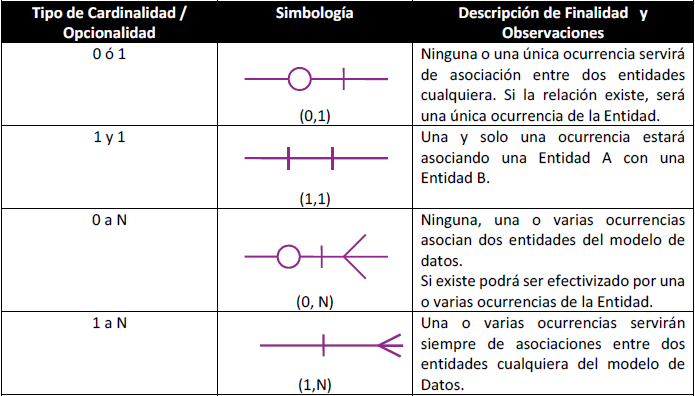 Tipo de Cardinalidad /
Opcionalidad
Simbología
Descripción de Finalidad y
Observaciones
0 ó 1
(0,1)
Ninguna o una única ocurrencia servirá
de asociación entre dos entidades
cualquiera. Si la relación existe, será
una única ocurrencia de la Entidad.
1 y 1
(1,1)
Una y solo una ocurrencia estará
asociando una Entidad A con una
Entidad B.
0 a N
(0, N)
Ninguna, una o varias ocurrencias
asocian dos entidades del modelo de
datos.
Si existe podrá ser efectivizado por una
o varias ocurrencias de la Entidad.
1 a N
(1,N)
Una o varias ocurrencias servirán
siempre de asociaciones entre dos
entidades cualquiera del modelo de
Datos.